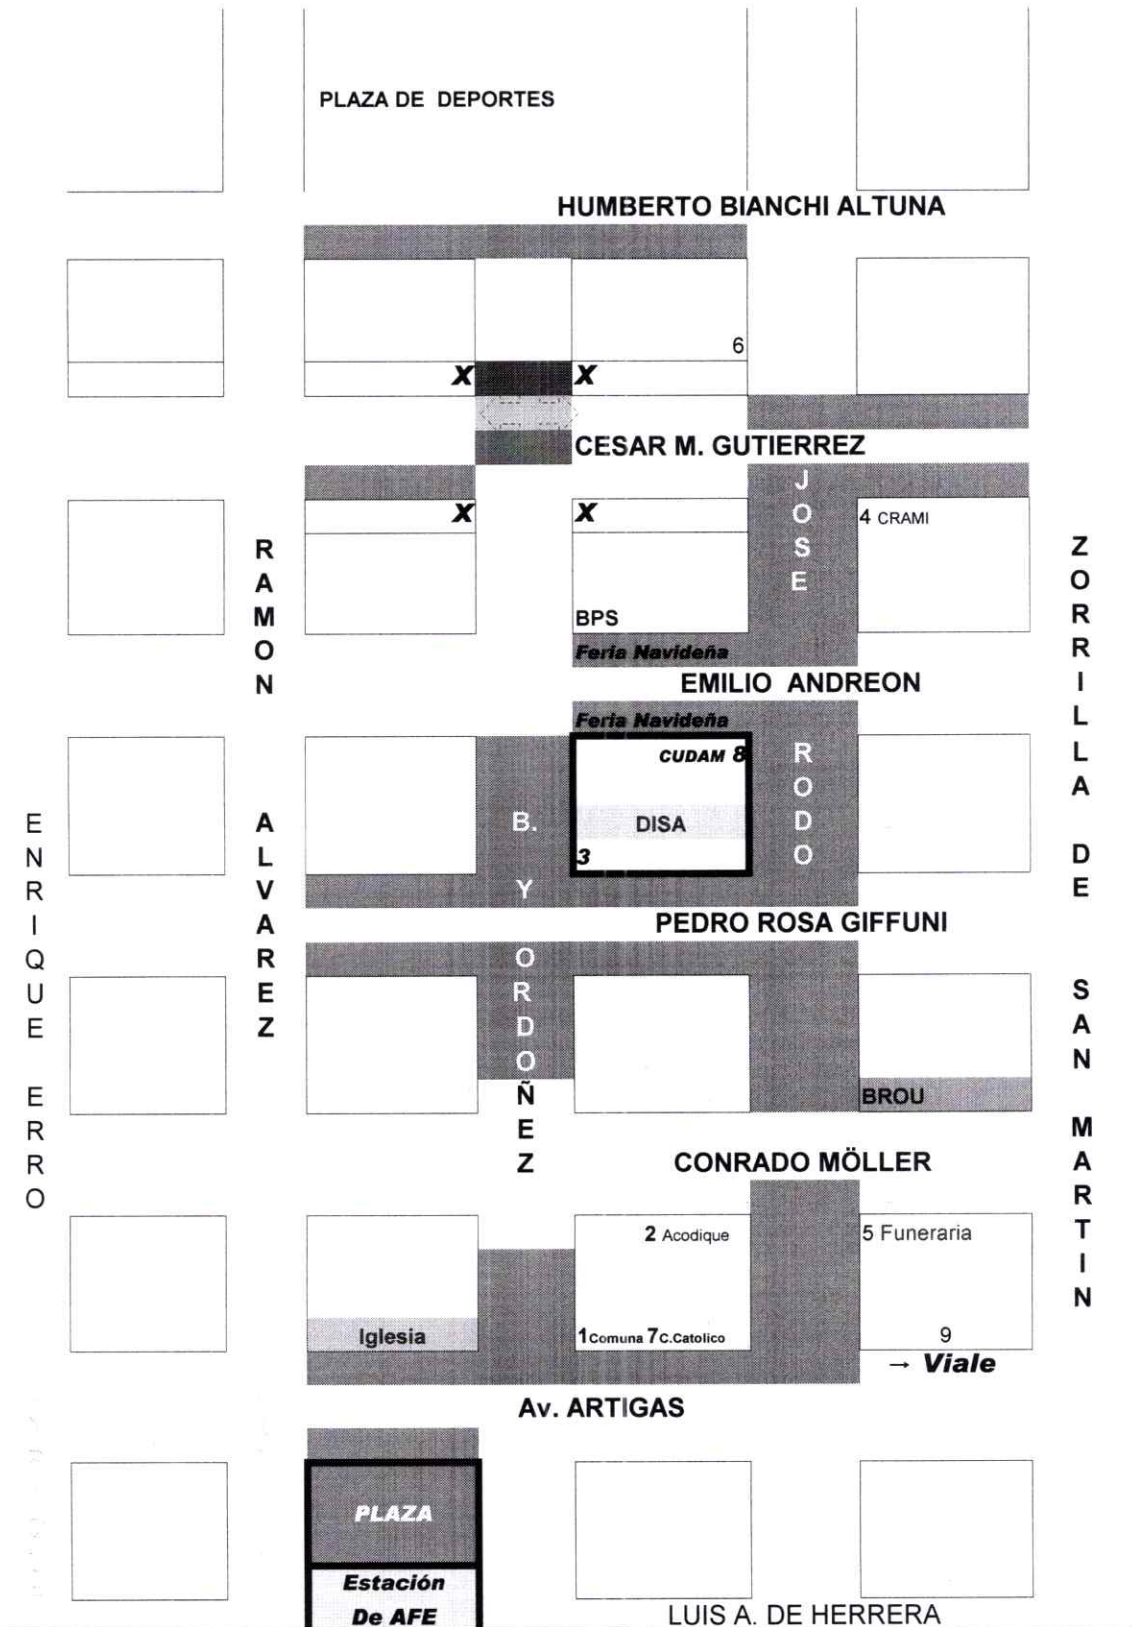 PLAZA DE DEPORTES
HUMBERTO BIANCHI ALTUNA
6
X X
CESAR M. GUTIERREZ
X X
4 CRAMI
JOSE
BPS
Feria Navideña
EMILIO ANDREON
Feria Navideña
CUDAM 8
DISA
3
RODO
RAMON ALVAREZ
ENRIQUE ERRO
B. Y ORDOÑEZ
ZORRILLA DE SAN MARTIN
PEDRO ROSA GIFFUNI
BROU
CONRADO MÖLLER
2 Acodique
5 Funeraria
Iglesia
1 Comuna 7 C.Catolico
9
→ Viale
Av. ARTIGAS
PLAZA
Estación
De AFE
LUIS A. DE HERRERA